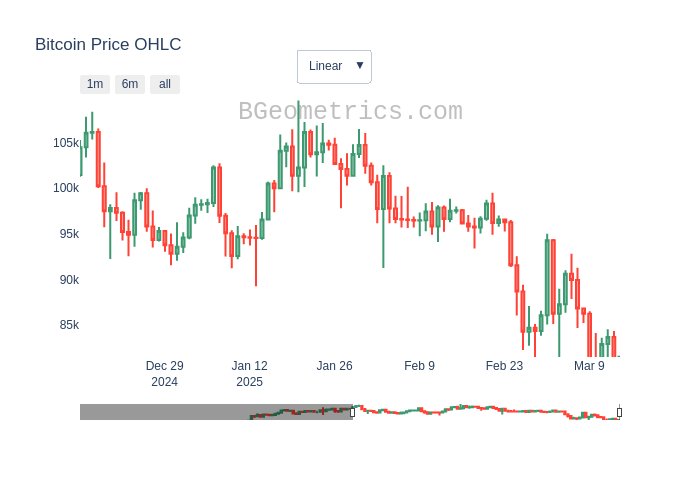 Bitcoin Price OHLC
Linear ▼
1m 6m all
BGeometrics.com
105k
100k
95k
90k
85k
Dec 29 Jan 12 Jan 26 Feb 9 Feb 23 Mar 9
2024 2025